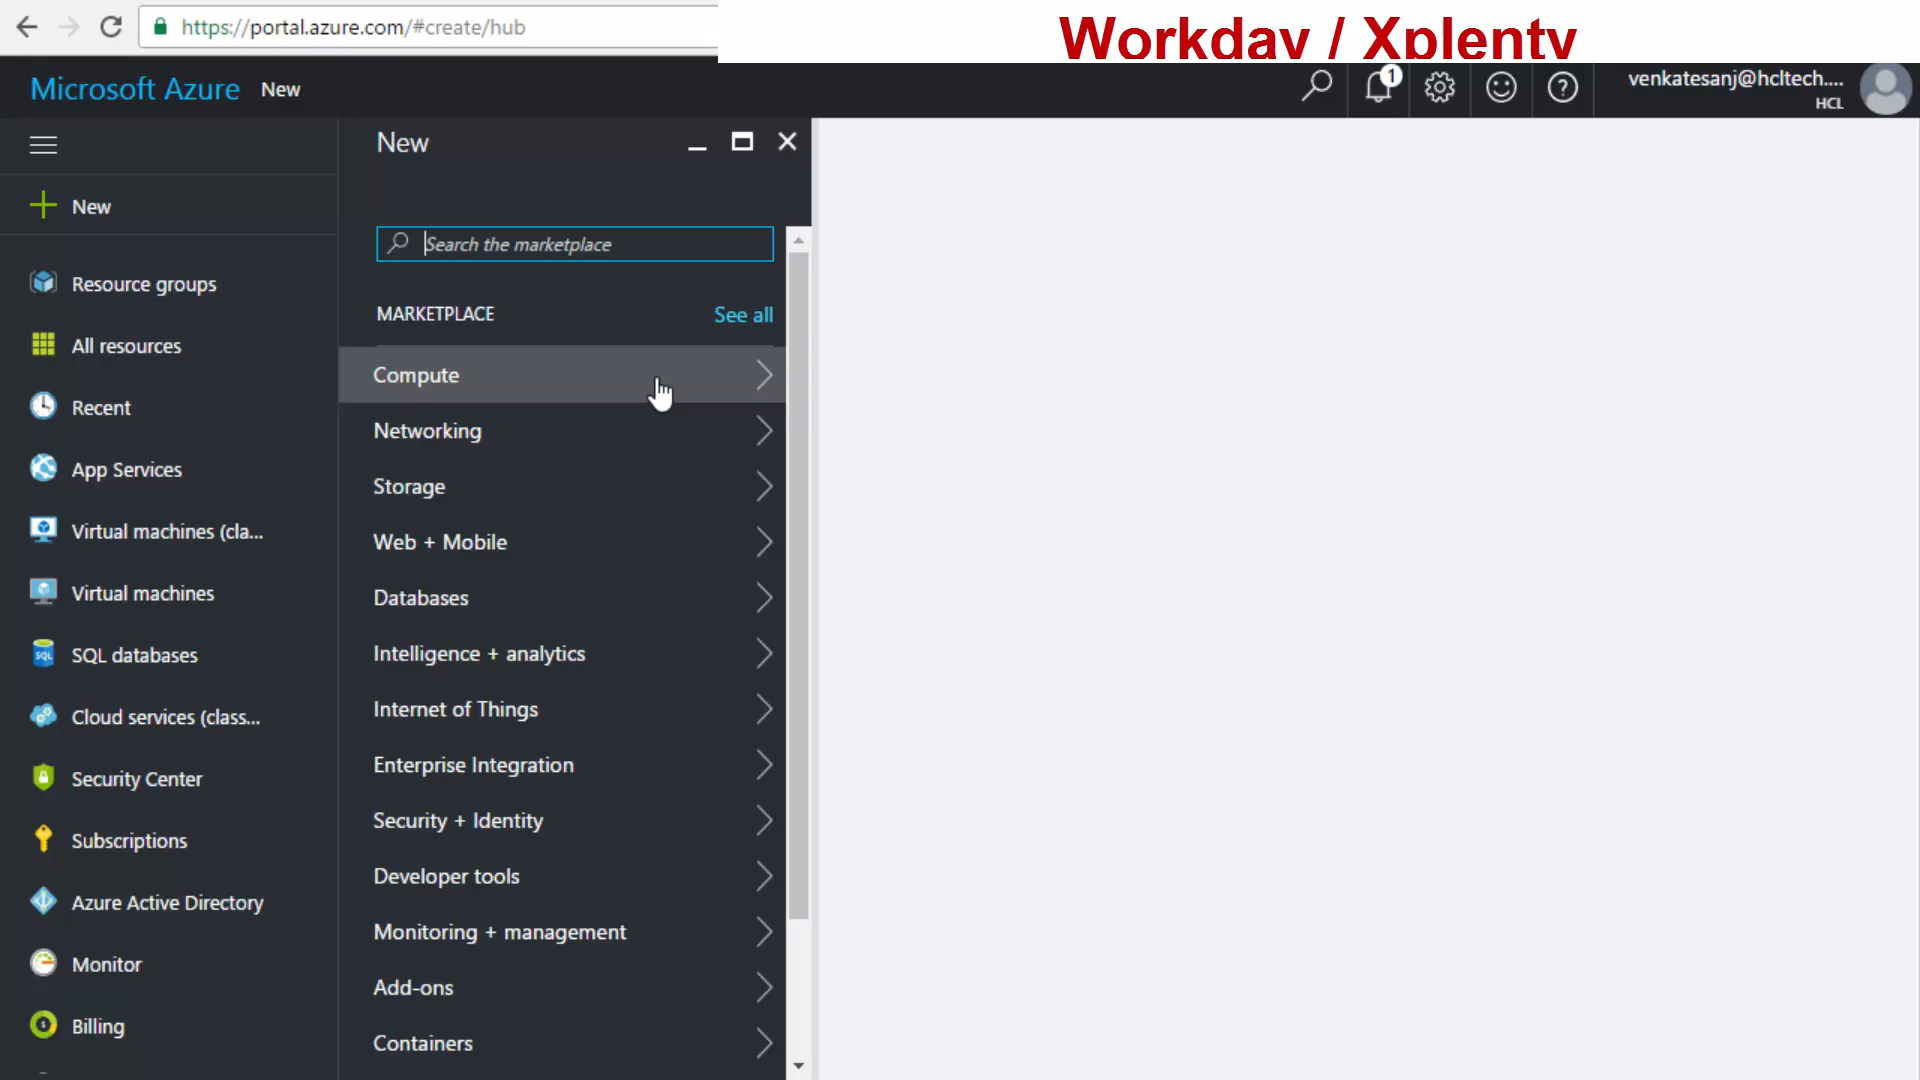 https://portal.azure.com/#create/hub
Workday / Xplenty
Microsoft Azure New
1
venkatesanj@hcltech....
HCL
New
New
Search the marketplace
MARKETPLACE See all
Resource groups
All resources
Recent
App Services
Virtual machines (cla...
Virtual machines
SQL databases
Cloud services (class...
Security Center
Subscriptions
Azure Active Directory
Monitor
Billing
Compute
Networking
Storage
Web + Mobile
Databases
Intelligence + analytics
Internet of Things
Enterprise Integration
Security + Identity
Developer tools
Monitoring + management
Add-ons
Containers